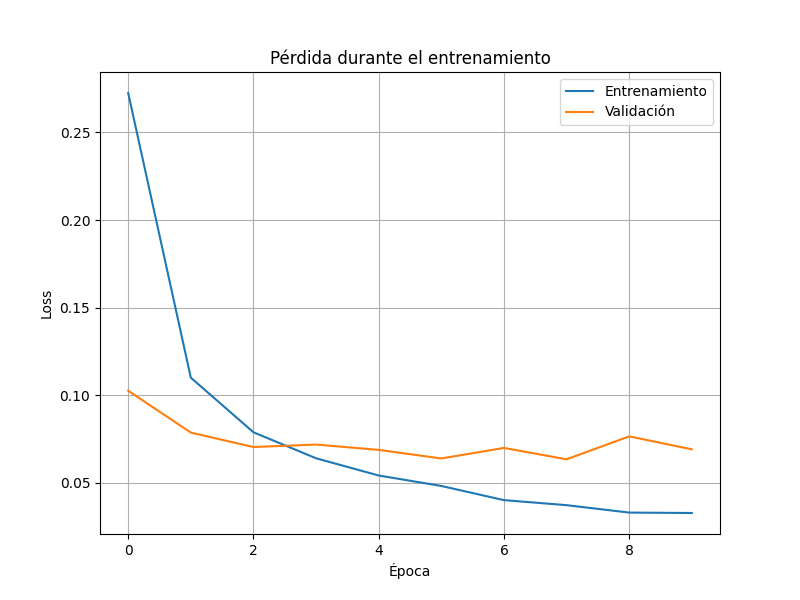 Pérdida durante el entrenamiento
Entrenamiento
Validación
0.25
0.20
0.15
0.10
0.05
Loss
0 2 4 6 8
Época